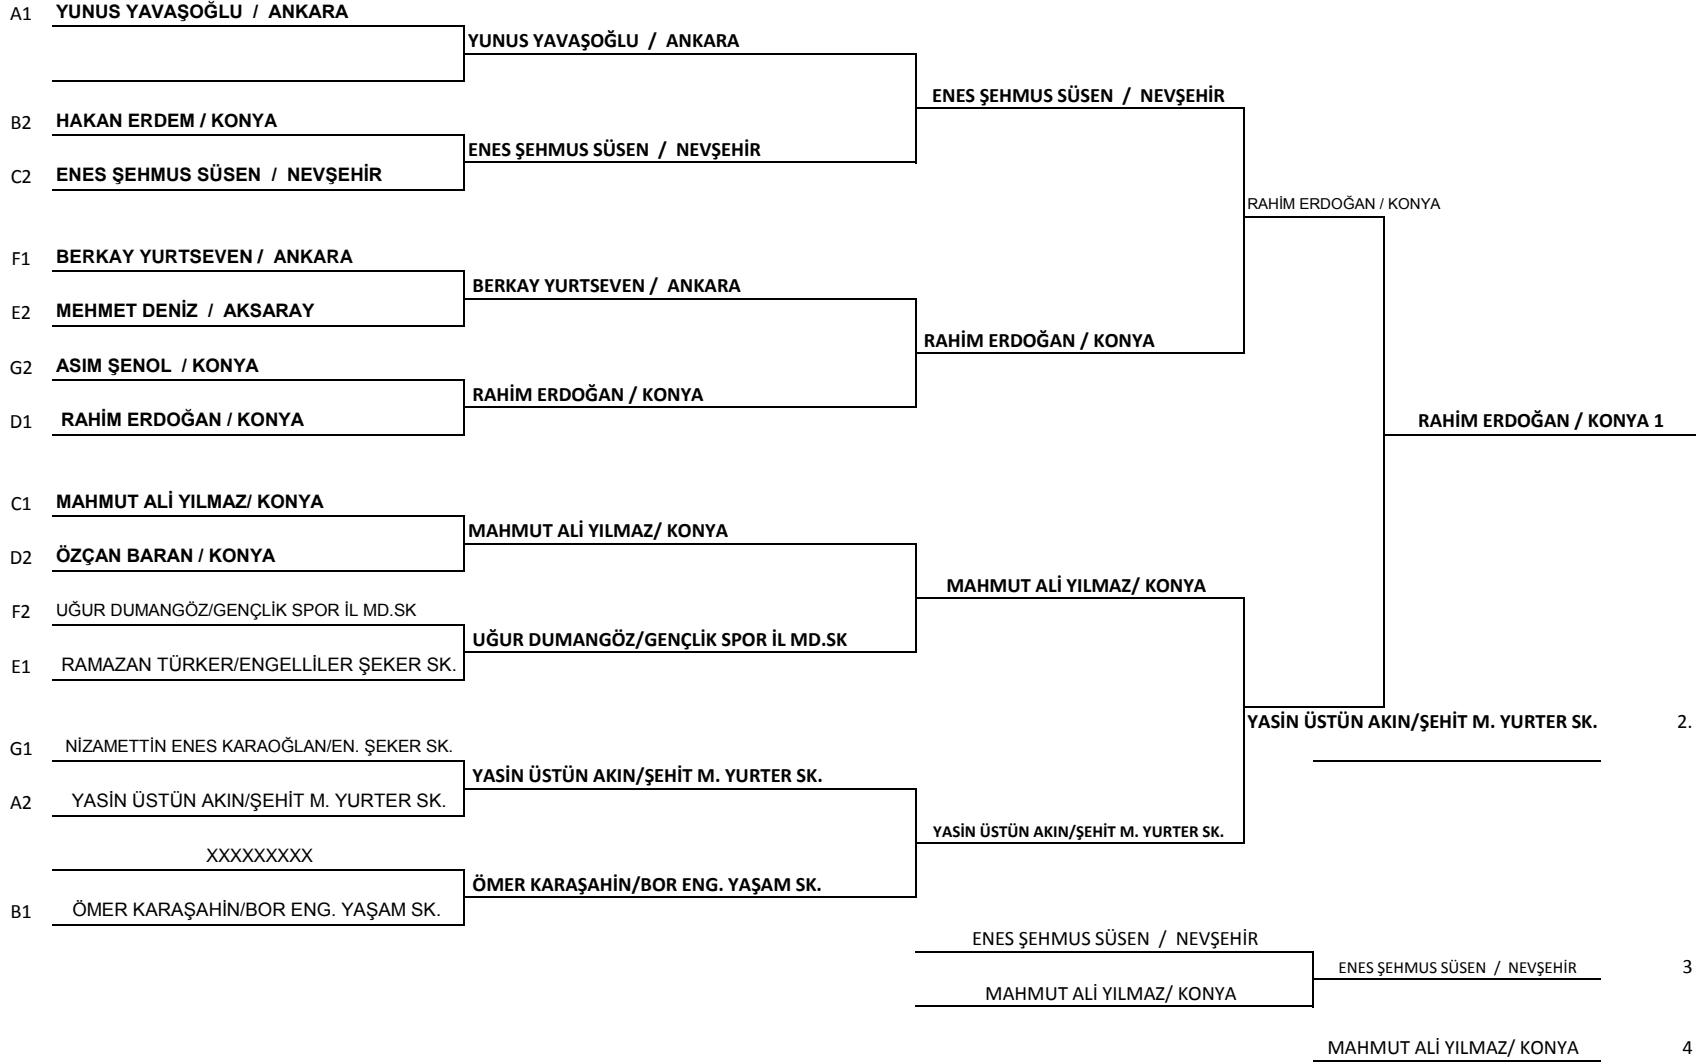 A1 YUNUS YAVAŞOĞLU / ANKARA
YUNUS YAVAŞOĞLU / ANKARA
ENES ŞEHMUS SÜSEN / NEVŞEHİR
B2 HAKAN ERDEM / KONYA
ENES ŞEHMUS SÜSEN / NEVŞEHİR
C2 ENES ŞEHMUS SÜSEN / NEVŞEHİR
RAHİM ERDOĞAN / KONYA
F1 BERKAY YURTSEVEN / ANKARA
BERKAY YURTSEVEN / ANKARA
E2 MEHMET DENİZ / AKSARAY
RAHİM ERDOĞAN / KONYA
G2 ASIM ŞENOL / KONYA
RAHİM ERDOĞAN / KONYA
D1 RAHİM ERDOĞAN / KONYA
RAHİM ERDOĞAN / KONYA 1
C1 MAHMUT ALİ YILMAZ/ KONYA
MAHMUT ALİ YILMAZ/ KONYA
D2 ÖZÇAN BARAN / KONYA
MAHMUT ALİ YILMAZ/ KONYA
F2 UĞUR DUMANGÖZ/GENÇLİK SPOR İL MD.SK
UĞUR DUMANGÖZ/GENÇLİK SPOR İL MD.SK
E1 RAMAZAN TÜRKER/ENGELLİLER ŞEKER SK.
YASİN ÜSTÜN AKIN/ŞEHİT M. YURTER SK. 2.
G1 NİZAMETTİN ENES KARAOĞLAN/EN. ŞEKER SK.
YASİN ÜSTÜN AKIN/ŞEHİT M. YURTER SK.
A2 YASİN ÜSTÜN AKIN/ŞEHİT M. YURTER SK.
YASİN ÜSTÜN AKIN/ŞEHİT M. YURTER SK.
XXXXXXXXX
ÖMER KARAŞAHİN/BOR ENG. YAŞAM SK.
B1 ÖMER KARAŞAHİN/BOR ENG. YAŞAM SK.
ENES ŞEHMUS SÜSEN / NEVŞEHİR
ENES ŞEHMUS SÜSEN / NEVŞEHİR 3
MAHMUT ALİ YILMAZ/ KONYA
MAHMUT ALİ YILMAZ/ KONYA 4